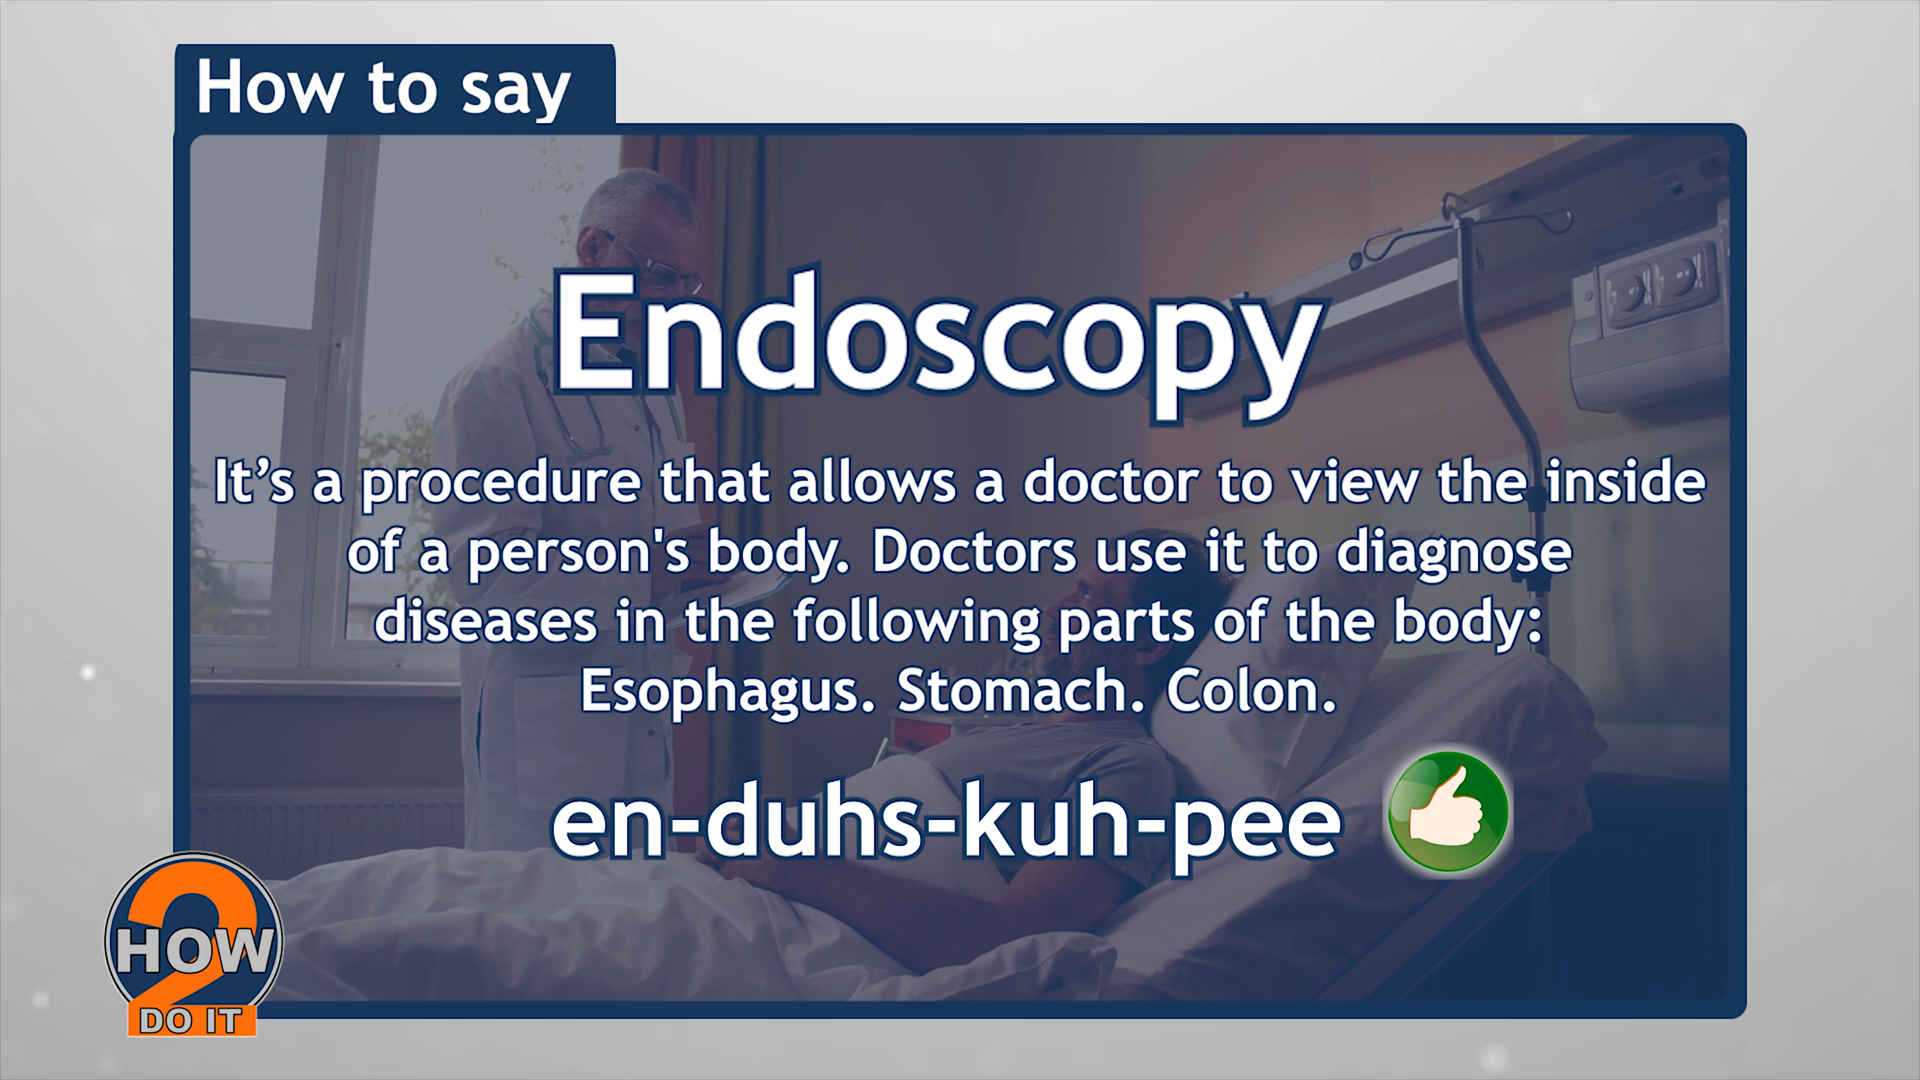 How to say
Endoscopy
It’s a procedure that allows a doctor to view the inside
of a person's body. Doctors use it to diagnose
diseases in the following parts of the body:
Esophagus. Stomach. Colon.
en-duhs-kuh-pee
2
HOW
DO IT